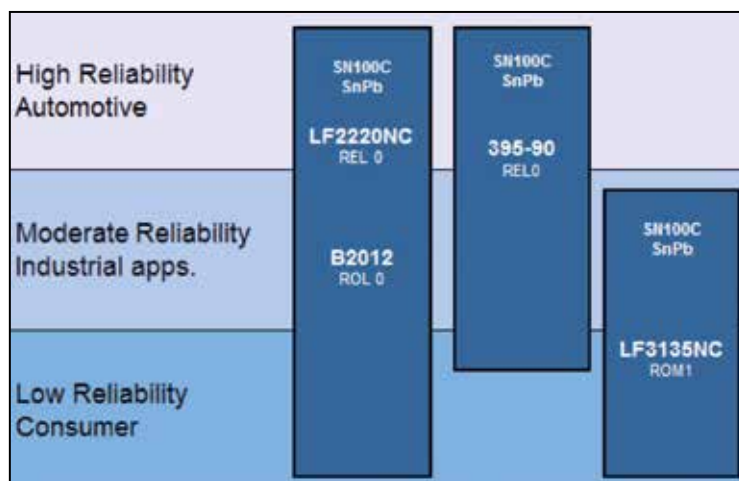 High Reliability
Automotive
Moderate Reliability
Industrial apps.
Low Reliability
Consumer
SN100C
SnPb
LF2220NC
REL 0
B2012
ROL 0
SN100C
SnPb
395-90
REL0
SN100C
SnPb
LF3135NC
ROM1